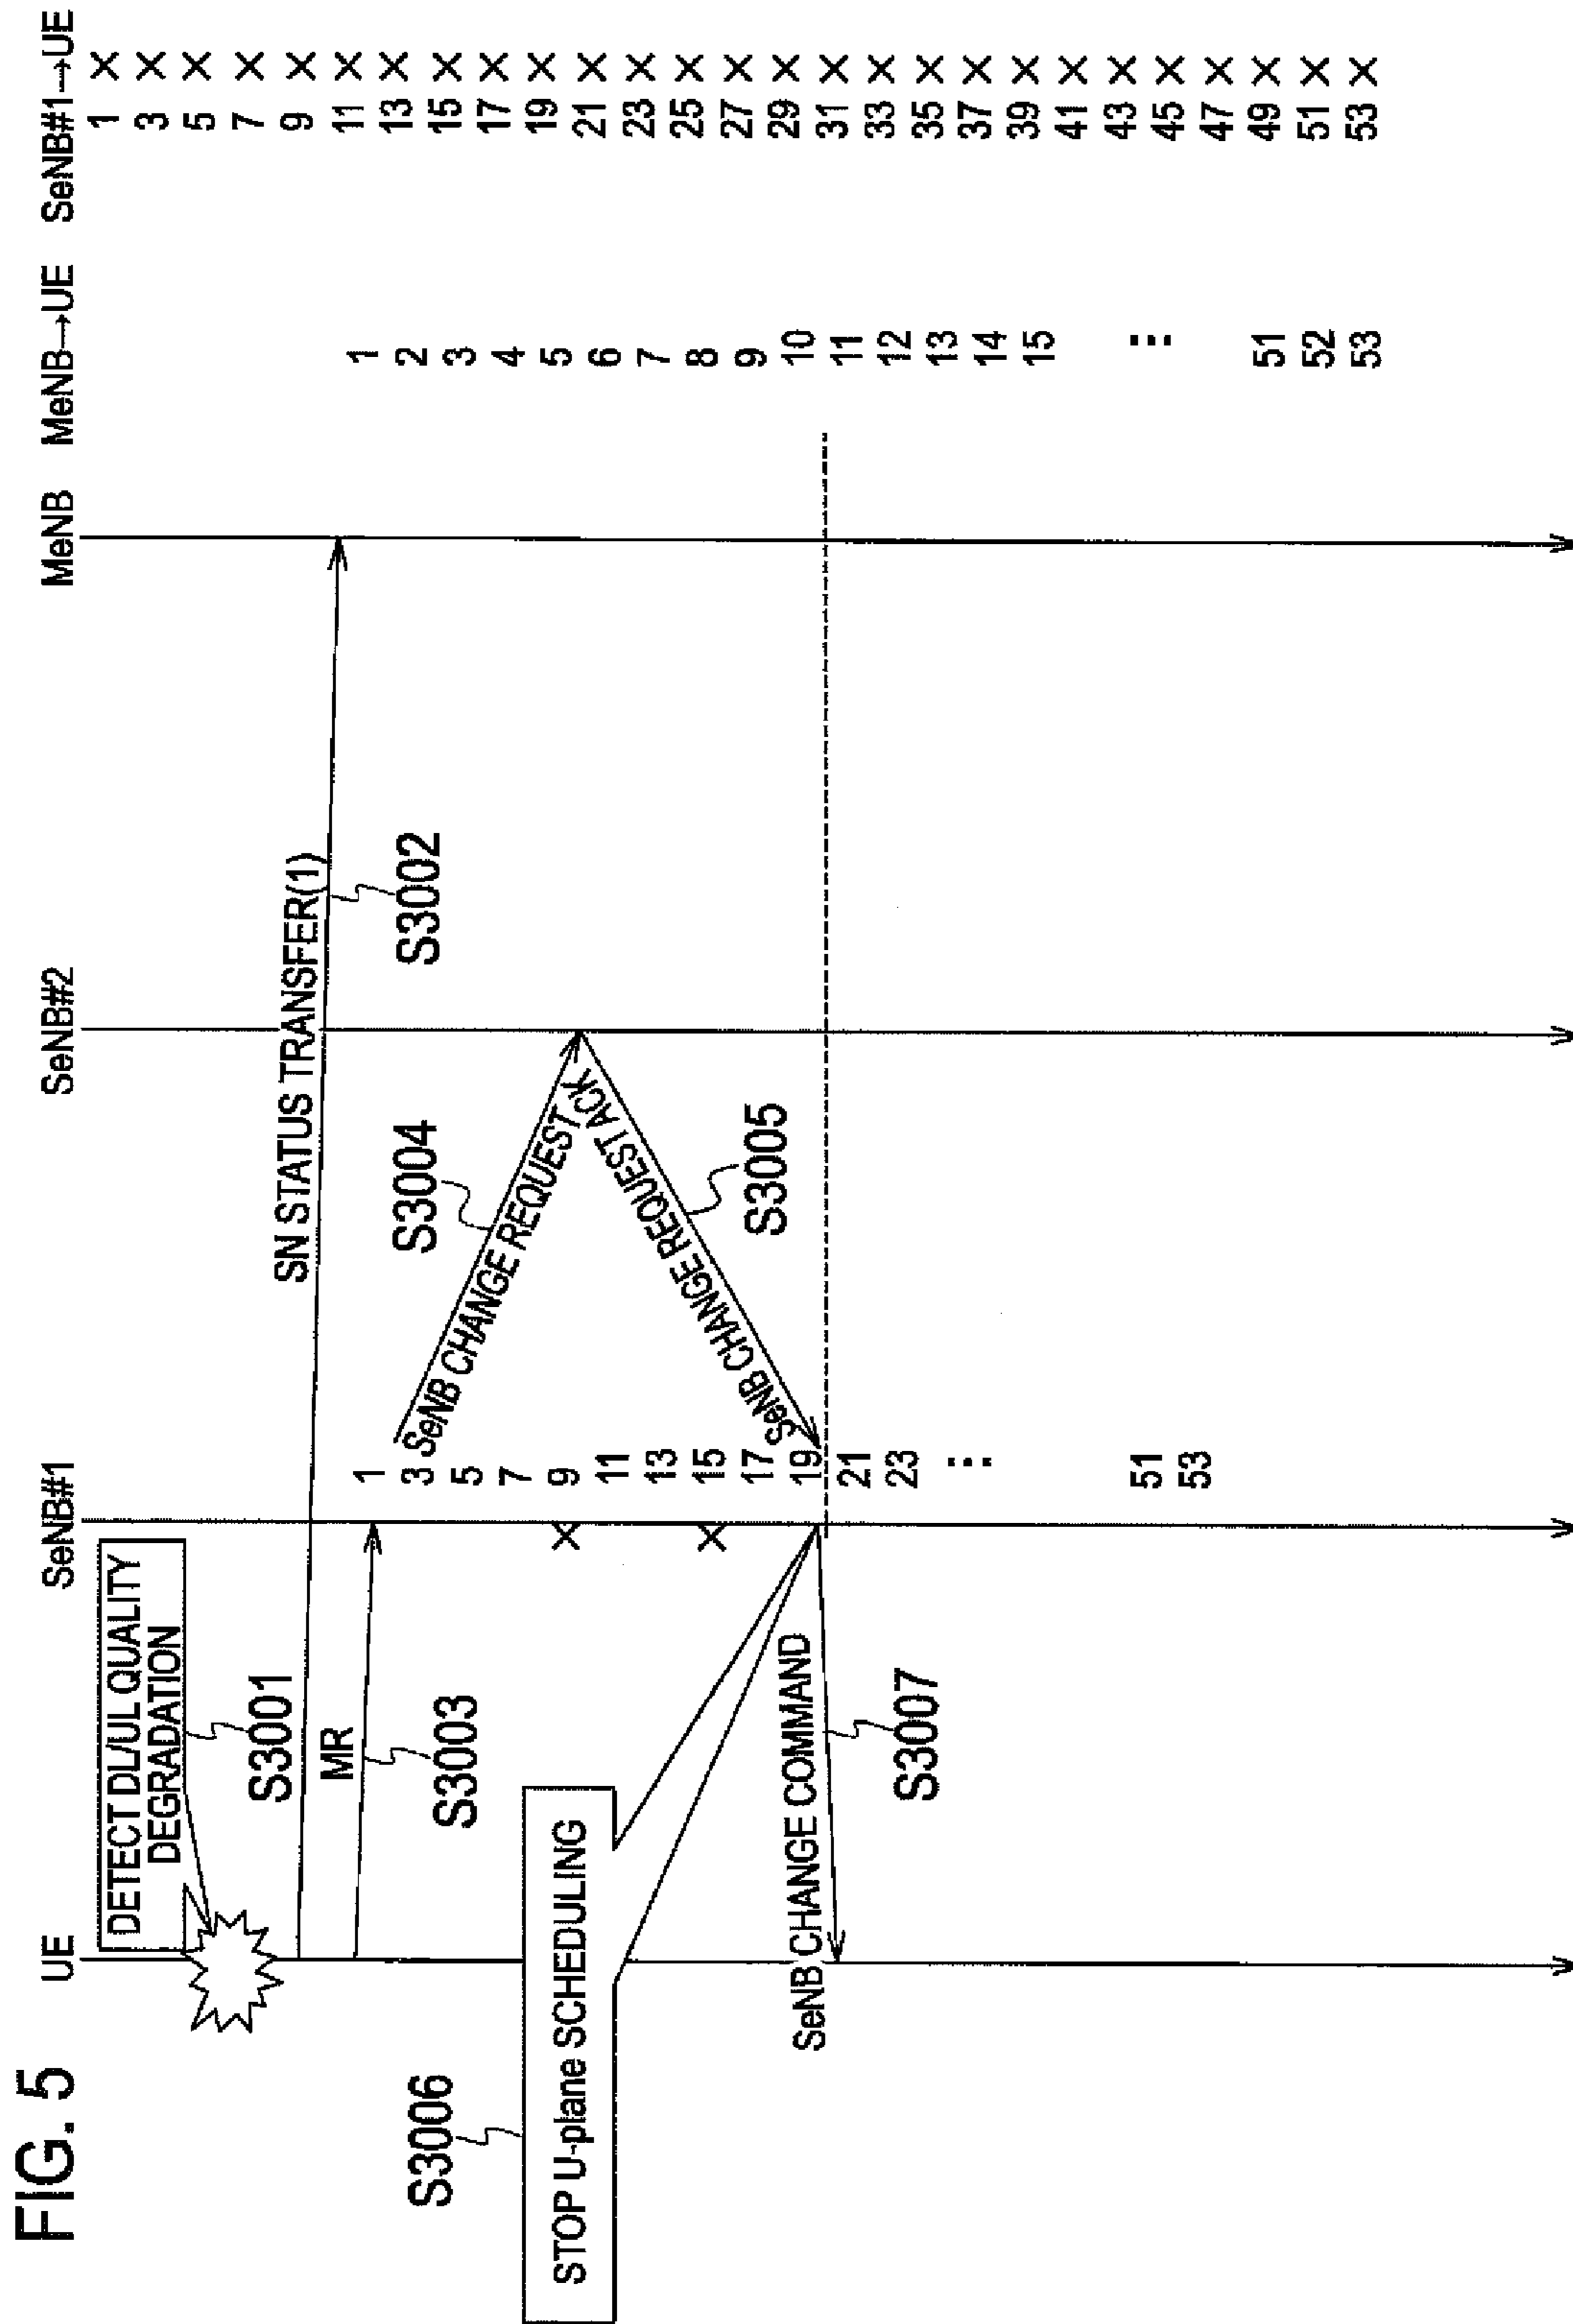 FIG. 5
UE
SeNB#1
SeNB#2
MeNB
MeNB→UE
SeNB#1→UE
DETECT DL/UL QUALITY
DEGRADATION
S3001
SN STATUS TRANSFER(1)
S3002
MR
S3003
SeNB CHANGE REQUEST
S3004
SeNB CHANGE REQUEST ACK
S3005
S3006
STOP U-plane SCHEDULING
SeNB CHANGE COMMAND
S3007
1
3
5
7
9
11
13
15
17
19
21
23
⋮
51
53
1
2
3
4
5
6
7
8
9
10
11
12
13
14
15
⋮
51
52
53
1 ×
3 ×
5 ×
7 ×
9 ×
11 ×
13 ×
15 ×
17 ×
19 ×
21 ×
23 ×
25 ×
27 ×
29 ×
31 ×
33 ×
35 ×
37 ×
39 ×
41 ×
43 ×
45 ×
47 ×
49 ×
51 ×
53 ×